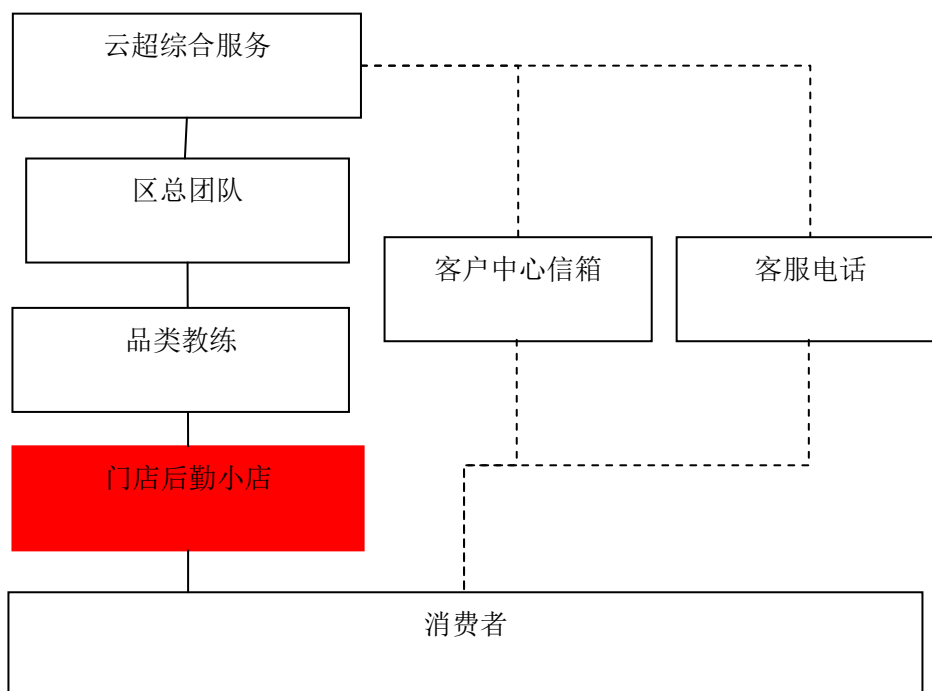 云超综合服务
区总团队
客户中心信箱
客服电话
品类教练
门店后勤小店
消费者